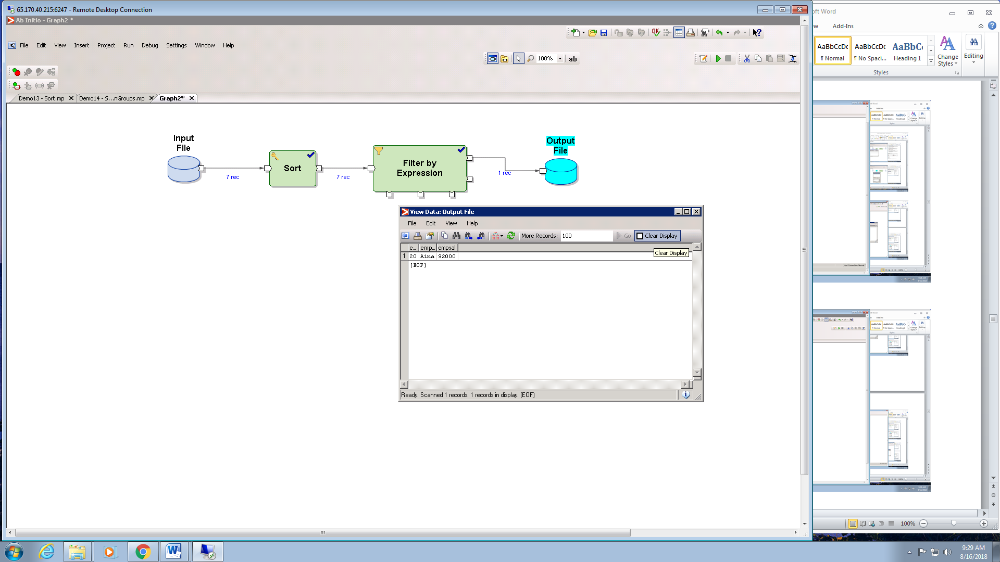 65.170.40.215:6247 - Remote Desktop Connection
Ab Initio - Graph2 *
File Edit View Insert Project Run Debug Settings Window Help
100%
ab
Demo13 - Sort.mp
Demo14 - S...nGroups.mp
Graph2*
Input
File
7 rec
Sort
7 rec
Filter by
Expression
1 rec
Output
File
View Data: Output File
File Edit View Help
More Records: 100 Go Clear Display
e... emp... empsal
1 20 Aina 92000
[EOF]
Clear Display
Ready. Scanned 1 records. 1 records in display. (EOF)
oft Word
ew Add-Ins
AaBbCcDc AaBbCcDc AaBbC
¶ Normal ¶ No Spaci... Heading 1
Change
Styles
Editing
Styles
100%
9:29 AM
8/16/2018